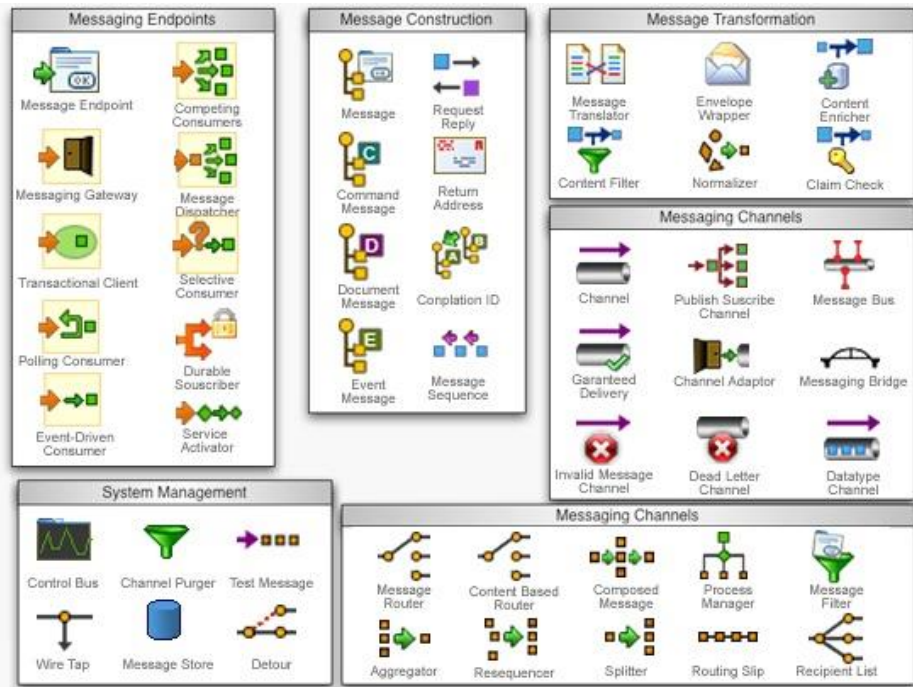 Messaging Endpoints
Message Endpoint
Competing
Consumers
Messaging Gateway
Message
Dispatcher
Transactional Client
Selective
Consumer
Polling Consumer
Durable
Souscriber
Event-Driven
Consumer
Service
Activator
Message Construction
OK
Message
Request
Reply
C
Command
Message
Return
Address
D
Document
Message
A
B
Conplation ID
E
Event
Message
Message
Sequence
Message Transformation
Message
Translator
Envelope
Wrapper
Content
Enricher
Content Filter
Normalizer
Claim Check
Messaging Channels
Channel
Publish Suscribe
Channel
Message Bus
Garanteed
Delivery
Channel Adaptor
Messaging Bridge
Invalid Message
Channel
Dead Letter
Channel
Datatype
Channel
System Management
Control Bus
Channel Purger
Test Message
Wire Tap
Message Store
Detour
Messaging Channels
Message
Router
Content Based
Router
Composed
Message
Process
Manager
Message
Filter
Aggregator
Resequencer
Splitter
Routing Slip
Recipient List